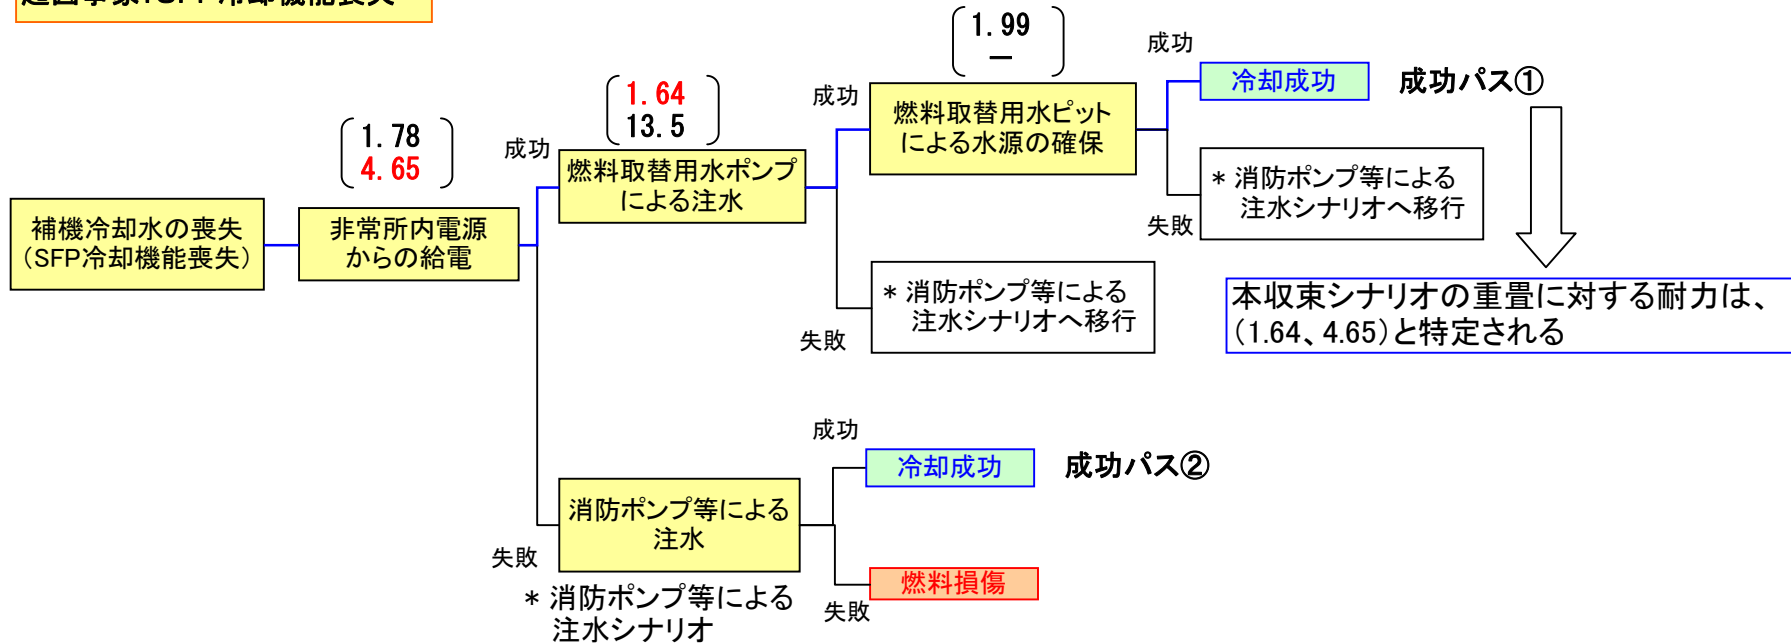 SFP 冷却機能喪失
1.99
—
成功
冷却成功
成功パス①
1.64
13.5
成功
燃料取替用水ピット
による水源の確保
1.78
4.65
成功
燃料取替用水ポンプ
による注水
* 消防ポンプ等による
注水シナリオへ移行
失敗
補機冷却水の喪失
(SFP冷却機能喪失)
非常所内電源
からの給電
* 消防ポンプ等による
注水シナリオへ移行
失敗
本収束シナリオの重畳に対する耐力は、
(1.64、4.65)と特定される
成功
冷却成功
成功パス②
消防ポンプ等による
注水
失敗
燃料損傷
失敗
* 消防ポンプ等による
注水シナリオ